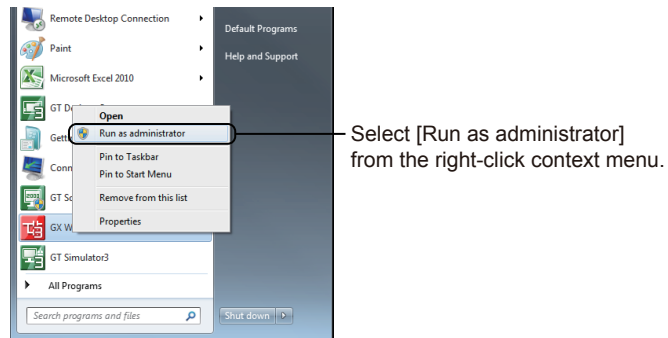 Remote Desktop Connection
Default Programs
Paint
Help and Support
Microsoft Excel 2010
GT D
Open
Run as administrator
Gett
Pin to Taskbar
Conn
Pin to Start Menu
GT So
Remove from this list
Properties
GX W
GT Simulator3
All Programs
Search programs and files
Shut down
Select [Run as administrator]
from the right-click context menu.